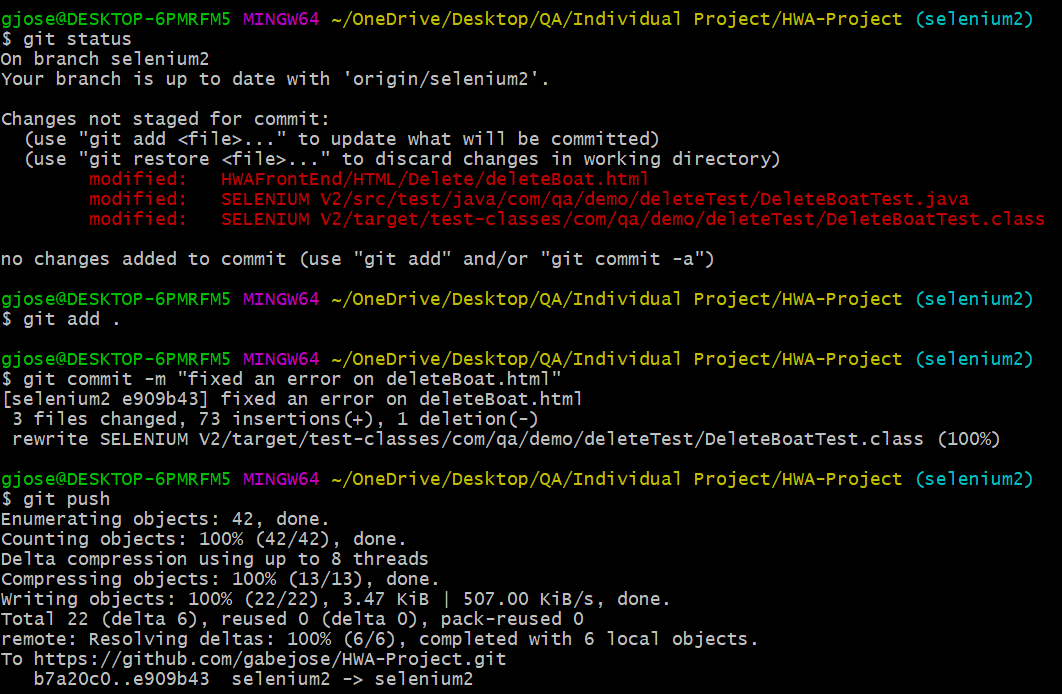 gjose@DESKTOP-6PMRFM5 MINGW64 ~/OneDrive/Desktop/QA/Individual Project/HWA-Project (selenium2)
$ git status
On branch selenium2
Your branch is up to date with 'origin/selenium2'.

Changes not staged for commit:
  (use "git add <file>..." to update what will be committed)
  (use "git restore <file>..." to discard changes in working directory)
        modified:   HWAFrontEnd/HTML/Delete/deleteBoat.html
        modified:   SELENIUM V2/src/test/java/com/qa/demo/deleteTest/DeleteBoatTest.java
        modified:   SELENIUM V2/target/test-classes/com/qa/demo/deleteTest/DeleteBoatTest.class

no changes added to commit (use "git add" and/or "git commit -a")

gjose@DESKTOP-6PMRFM5 MINGW64 ~/OneDrive/Desktop/QA/Individual Project/HWA-Project (selenium2)
$ git add .

gjose@DESKTOP-6PMRFM5 MINGW64 ~/OneDrive/Desktop/QA/Individual Project/HWA-Project (selenium2)
$ git commit -m "fixed an error on deleteBoat.html"
[selenium2 e909b43] fixed an error on deleteBoat.html
 3 files changed, 73 insertions(+), 1 deletion(-)
 rewrite SELENIUM V2/target/test-classes/com/qa/demo/deleteTest/DeleteBoatTest.class (100%)

gjose@DESKTOP-6PMRFM5 MINGW64 ~/OneDrive/Desktop/QA/Individual Project/HWA-Project (selenium2)
$ git push
Enumerating objects: 42, done.
Counting objects: 100% (42/42), done.
Delta compression using up to 8 threads
Compressing objects: 100% (13/13), done.
Writing objects: 100% (22/22), 3.47 KiB | 507.00 KiB/s, done.
Total 22 (delta 6), reused 0 (delta 0), pack-reused 0
remote: Resolving deltas: 100% (6/6), completed with 6 local objects.
To https://github.com/gabejose/HWA-Project.git
   b7a20c0..e909b43  selenium2 -> selenium2